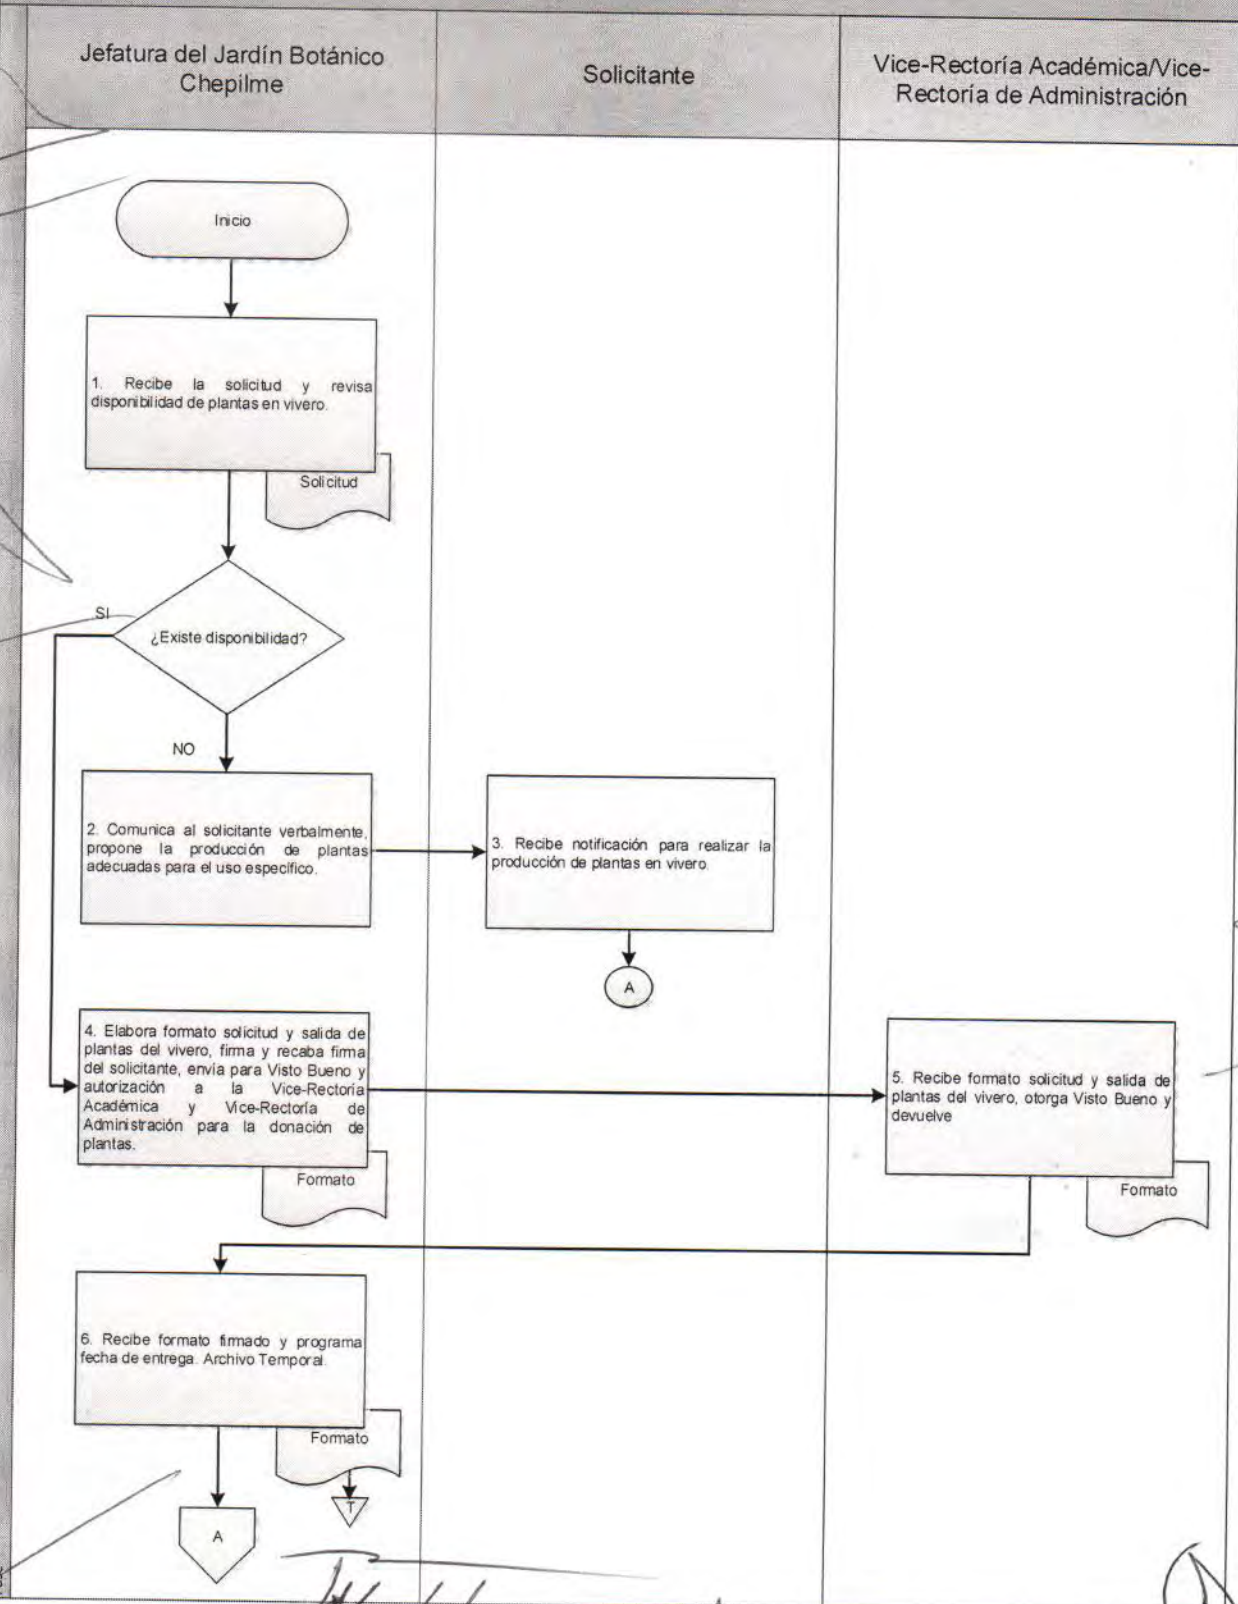 Jefatura del Jardín Botánico
Chepilme
Solicitante
Vice-Rectoría Académica/Vice-
Rectoría de Administración
Inicio
1. Recibe la solicitud y revisa
disponibilidad de plantas en vivero.
Solicitud
SI
¿Existe disponibilidad?
NO
2. Comunica al solicitante verbalmente,
propone la producción de plantas
adecuadas para el uso específico.
3. Recibe notificación para realizar la
producción de plantas en vivero.
A
4. Elabora formato solicitud y salida de
plantas del vivero, firma y recaba firma
del solicitante, envía para Visto Bueno y
autorización a la Vice-Rectoría
Académica y Vice-Rectoría de
Administración para la donación de
plantas.
Formato
5. Recibe formato solicitud y salida de
plantas del vivero, otorga Visto Bueno y
devuelve
Formato
6. Recibe formato firmado y programa
fecha de entrega. Archivo Temporal.
Formato
T
A